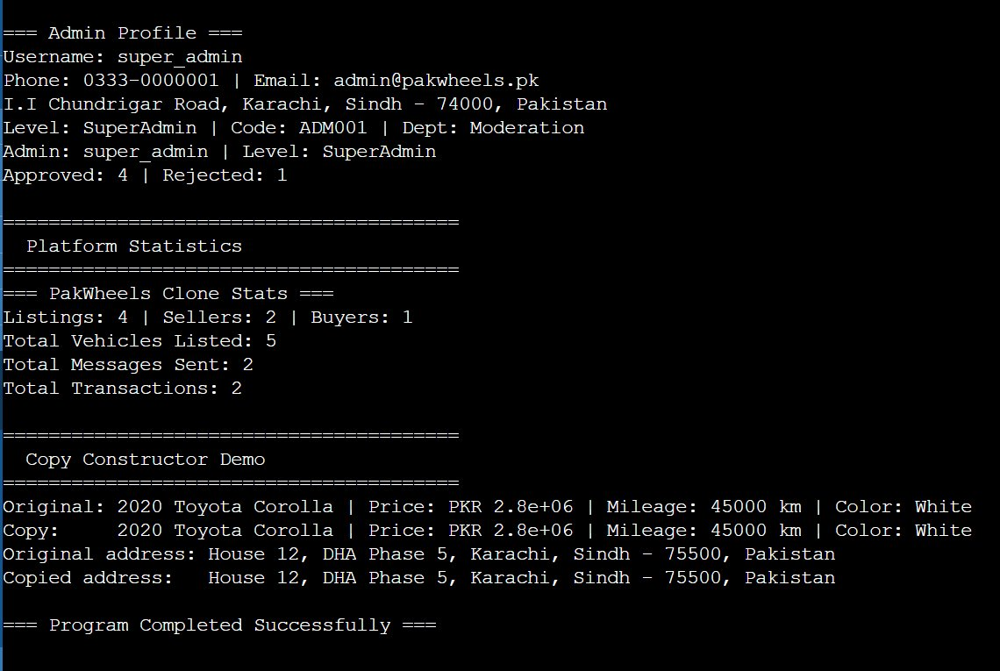 === Admin Profile ===
Username: super_admin
Phone: 0333-0000001 | Email: admin@pakwheels.pk
I.I Chundrigar Road, Karachi, Sindh - 74000, Pakistan
Level: SuperAdmin | Code: ADM001 | Dept: Moderation
Admin: super_admin | Level: SuperAdmin
Approved: 4 | Rejected: 1
========================================
  Platform Statistics
========================================
=== PakWheels Clone Stats ===
Listings: 4 | Sellers: 2 | Buyers: 1
Total Vehicles Listed: 5
Total Messages Sent: 2
Total Transactions: 2
========================================
  Copy Constructor Demo
========================================
Original: 2020 Toyota Corolla | Price: PKR 2.8e+06 | Mileage: 45000 km | Color: White
Copy:     2020 Toyota Corolla | Price: PKR 2.8e+06 | Mileage: 45000 km | Color: White
Original address: House 12, DHA Phase 5, Karachi, Sindh - 75500, Pakistan
Copied address:   House 12, DHA Phase 5, Karachi, Sindh - 75500, Pakistan
=== Program Completed Successfully ===